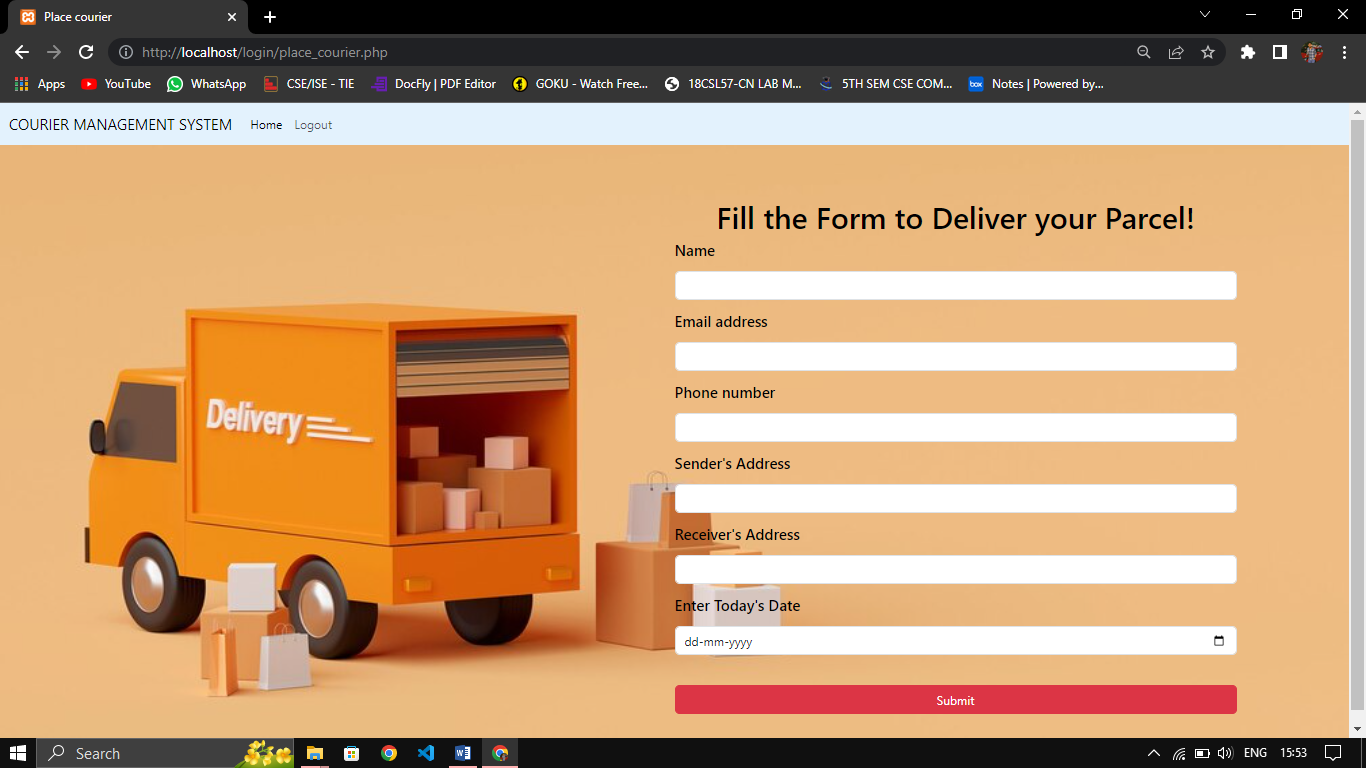 Place courier
http://localhost/login/place_courier.php
Apps YouTube WhatsApp CSE/ISE - TIE DocFly | PDF Editor GOKU - Watch Free... 18CSL57-CN LAB M... 5TH SEM CSE COM... Notes | Powered by...
COURIER MANAGEMENT SYSTEM Home Logout
Fill the Form to Deliver your Parcel!
Name
Email address
Phone number
Sender's Address
Receiver's Address
Enter Today's Date
dd-mm-yyyy
Submit
Delivery
Search ENG 15:53